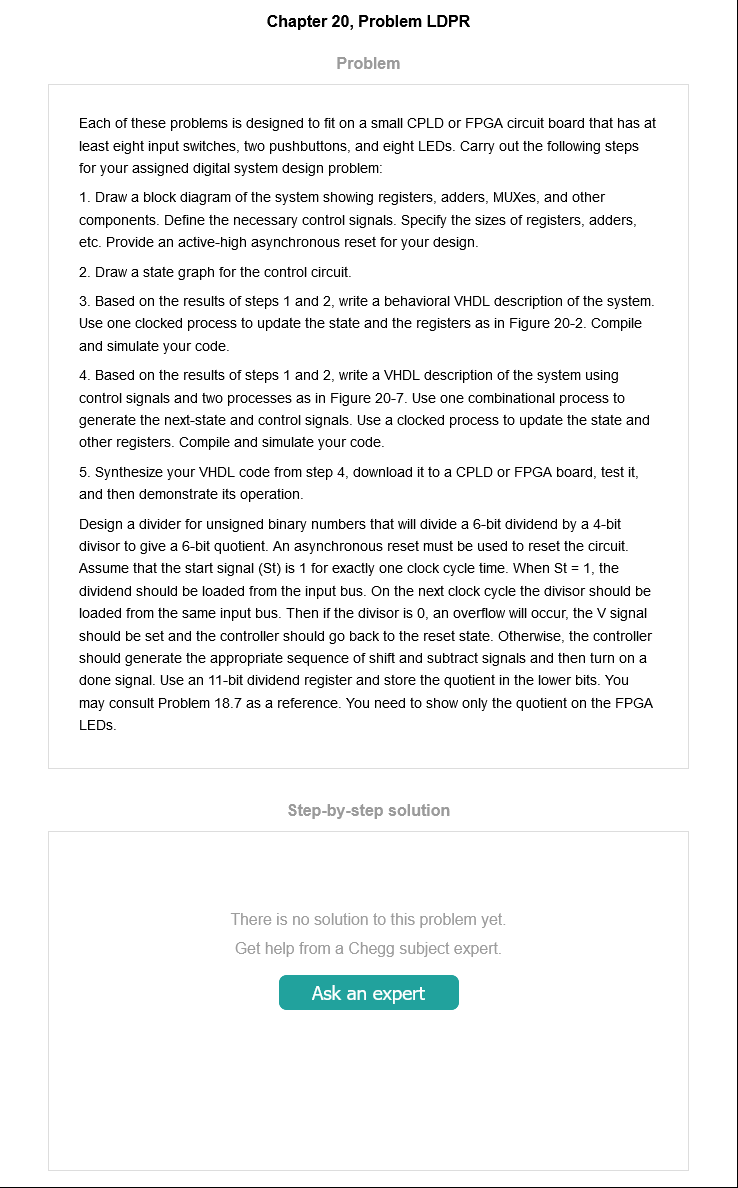 Chapter 20, Problem LDPR
Problem
Each of these problems is designed to fit on a small CPLD or FPGA circuit board that has at
least eight input switches, two pushbuttons, and eight LEDs. Carry out the following steps
for your assigned digital system design problem:
1. Draw a block diagram of the system showing registers, adders, MUXes, and other
components. Define the necessary control signals. Specify the sizes of registers, adders,
etc. Provide an active-high asynchronous reset for your design.
2. Draw a state graph for the control circuit.
3. Based on the results of steps 1 and 2, write a behavioral VHDL description of the system.
Use one clocked process to update the state and the registers as in Figure 20-2. Compile
and simulate your code.
4. Based on the results of steps 1 and 2, write a VHDL description of the system using
control signals and two processes as in Figure 20-7. Use one combinational process to
generate the next-state and control signals. Use a clocked process to update the state and
other registers. Compile and simulate your code.
5. Synthesize your VHDL code from step 4, download it to a CPLD or FPGA board, test it,
and then demonstrate its operation.
Design a divider for unsigned binary numbers that will divide a 6-bit dividend by a 4-bit
divisor to give a 6-bit quotient. An asynchronous reset must be used to reset the circuit.
Assume that the start signal (St) is 1 for exactly one clock cycle time. When St = 1, the
dividend should be loaded from the input bus. On the next clock cycle the divisor should be
loaded from the same input bus. Then if the divisor is 0, an overflow will occur, the V signal
should be set and the controller should go back to the reset state. Otherwise, the controller
should generate the appropriate sequence of shift and subtract signals and then turn on a
done signal. Use an 11-bit dividend register and store the quotient in the lower bits. You
may consult Problem 18.7 as a reference. You need to show only the quotient on the FPGA
LEDs.
Step-by-step solution
There is no solution to this problem yet.
Get help from a Chegg subject expert.
Ask an expert